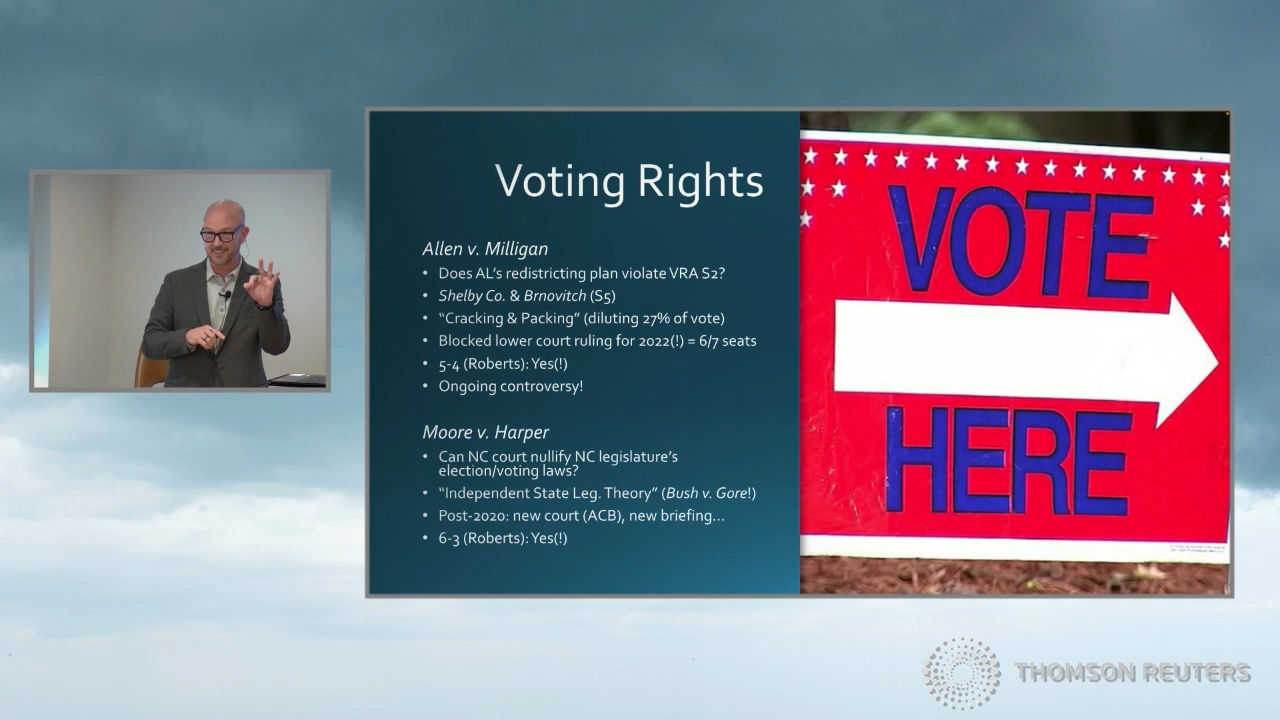 Voting Rights
Allen v. Milligan
• Does AL’s redistricting plan violate VRA S2?
• Shelby Co. & Brnovitch (S5)
• “Cracking & Packing” (diluting 27% of vote)
• Blocked lower court ruling for 2022(!) = 6/7 seats
• 5-4 (Roberts): Yes(!)
• Ongoing controversy!
Moore v. Harper
• Can NC court nullify NC legislature’s
election/voting laws?
• “Independent State Leg. Theory” (Bush v. Gore!)
• Post-2020: new court (ACB), new briefing...
• 6-3 (Roberts): Yes(!)
VOTE
HERE
THOMSON REUTERS